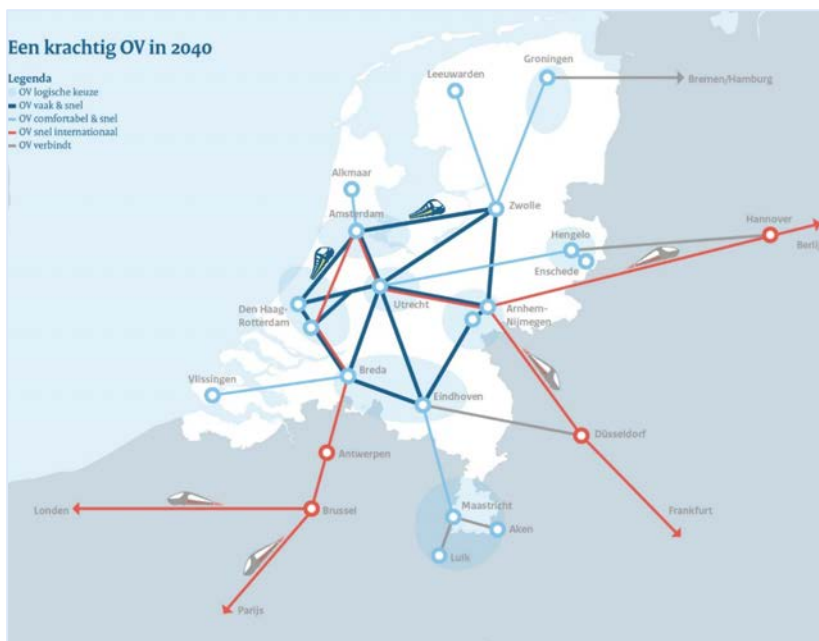 Een krachtig OV in 2040
Legenda
OV logische keuze
OV vaak & snel
OV comfortabel & snel
OV snel internationaal
OV verbindt
Groningen
Leeuwarden
Bremen/Hamburg
Alkmaar
Amsterdam
Zwolle
Hannover
Hengelo
Berlij
Enschede
Utrecht
Den Haag-
Rotterdam
Arnhem-
Nijmegen
Breda
Vlissingen
Eindhoven
Düsseldorf
Antwerpen
Londen
Brussel
Maastricht
Frankfurt
Aken
Luik
Parijs